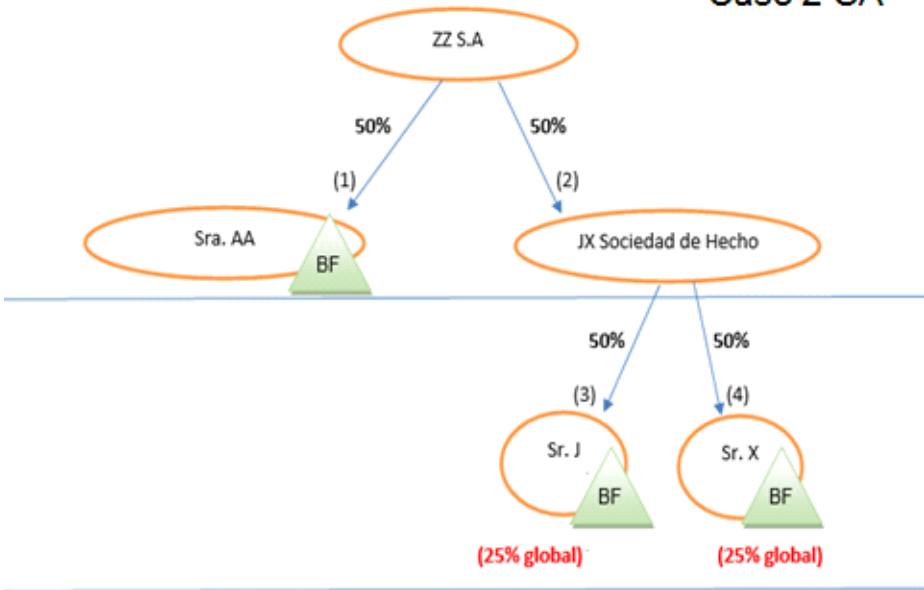 ZZ S.A
50%
50%
(1)
(2)
Sra. AA
BF
JX Sociedad de Hecho
50%
50%
(3)
(4)
Sr. J
BF
Sr. X
BF
(25% global)
(25% global)